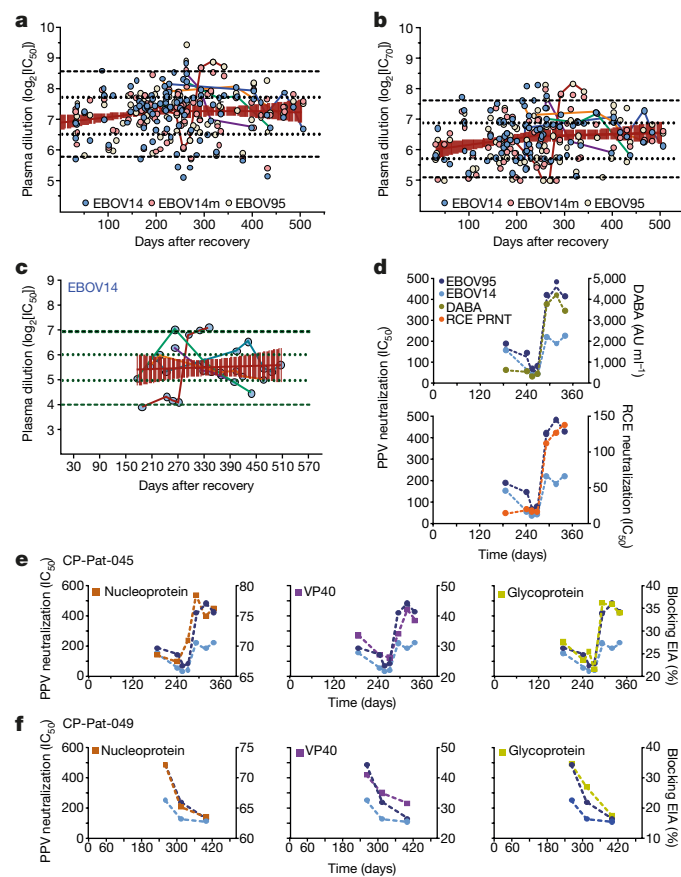 a
Plasma dilution (log2[IC50])
10
9
8
7
6
5
EBOV14 EBOV14m EBOV95
100 200 300 400 500
Days after recovery
b
Plasma dilution (log2[IC70])
10
9
8
7
6
5
EBOV14 EBOV14m EBOV95
100 200 300 400 500
Days after recovery
c
EBOV14
Plasma dilution (log2[IC50])
9
8
7
6
5
4
3
30 90 150 210 270 330 390 450 510 570
Days after recovery
d
EBOV95
EBOV14
DABA
RCE PRNT
PPV neutralization (IC50)
500
400
300
200
100
0
5,000
4,000
3,000
2,000
1,000
0
DABA (AU ml−1)
0 120 240 360
500
400
300
200
100
0
150
100
50
0
RCE neutralization (IC50)
0 120 240 360
Time (days)
e CP-Pat-045
PPV neutralization (IC50)
Nucleoprotein
600
400
200
0
80
75
70
65
0 120 240 360
VP40
50
40
30
20
0 120 240 360
Glycoprotein
40
35
30
25
20
0 120 240 360
Blocking EIA (%)
Time (days)
f CP-Pat-049
PPV neutralization (IC50)
Nucleoprotein
600
400
200
0
75
70
65
60
0 60 180 300 420
VP40
50
40
30
20
0 60 180 300 420
Glycoprotein
40
30
20
10
0 60 180 300 420
Blocking EIA (%)
Time (days)